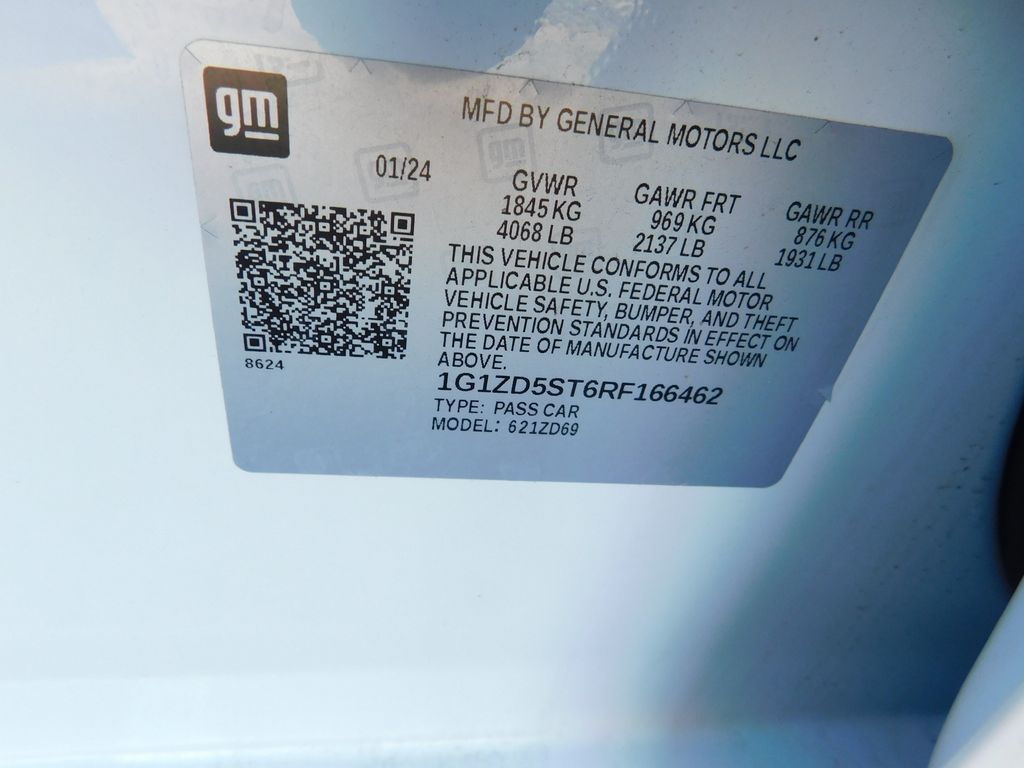 gm
MFD BY GENERAL MOTORS LLC
01/24
GVWR
1845 KG
4068 LB
GAWR FRT
969 KG
2137 LB
GAWR RR
876 KG
1931 LB
THIS VEHICLE CONFORMS TO ALL
APPLICABLE U.S. FEDERAL MOTOR
VEHICLE SAFETY, BUMPER, AND THEFT
PREVENTION STANDARDS IN EFFECT ON
THE DATE OF MANUFACTURE SHOWN
ABOVE.
8624
1G1ZD5ST6RF166462
TYPE: PASS CAR
MODEL: 621ZD69